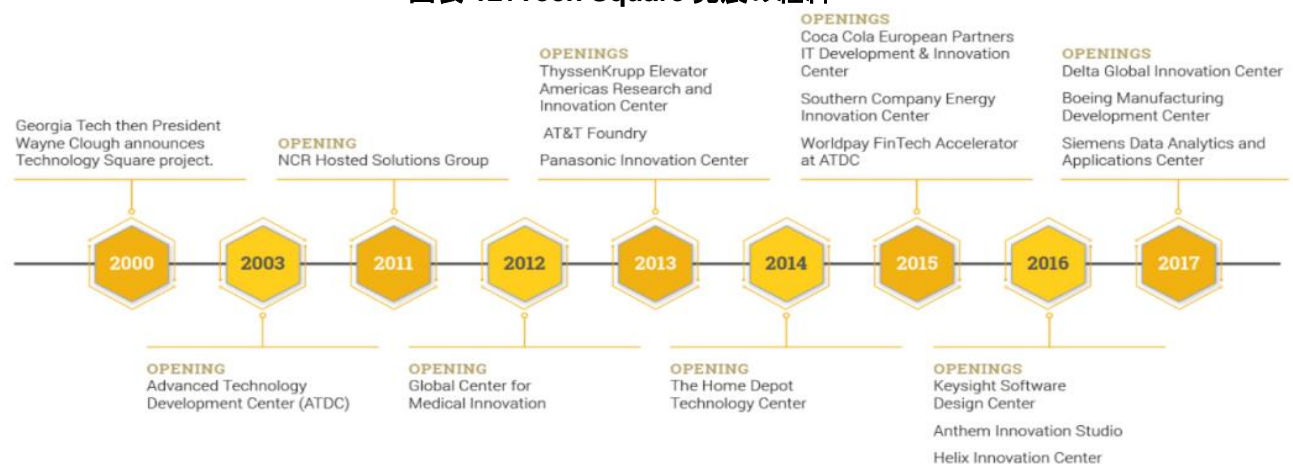 Tech Square
Georgia Tech then President
Wayne Clough announces
Technology Square project.
2000
2003
OPENING
Advanced Technology
Development Center (ATDC)
OPENING
NCR Hosted Solutions Group
2011
2012
OPENING
Global Center for
Medical Innovation
OPENINGS
ThyssenKrupp Elevator
Americas Research and
Innovation Center
AT&T Foundry
Panasonic Innovation Center
2013
2014
OPENING
The Home Depot
Technology Center
OPENINGS
Coca Cola European Partners
IT Development & Innovation
Center
Southern Company Energy
Innovation Center
Worldpay FinTech Accelerator
at ATDC
2015
2016
OPENINGS
Keysight Software
Design Center
Anthem Innovation Studio
Helix Innovation Center
OPENINGS
Delta Global Innovation Center
Boeing Manufacturing
Development Center
Siemens Data Analytics and
Applications Center
2017